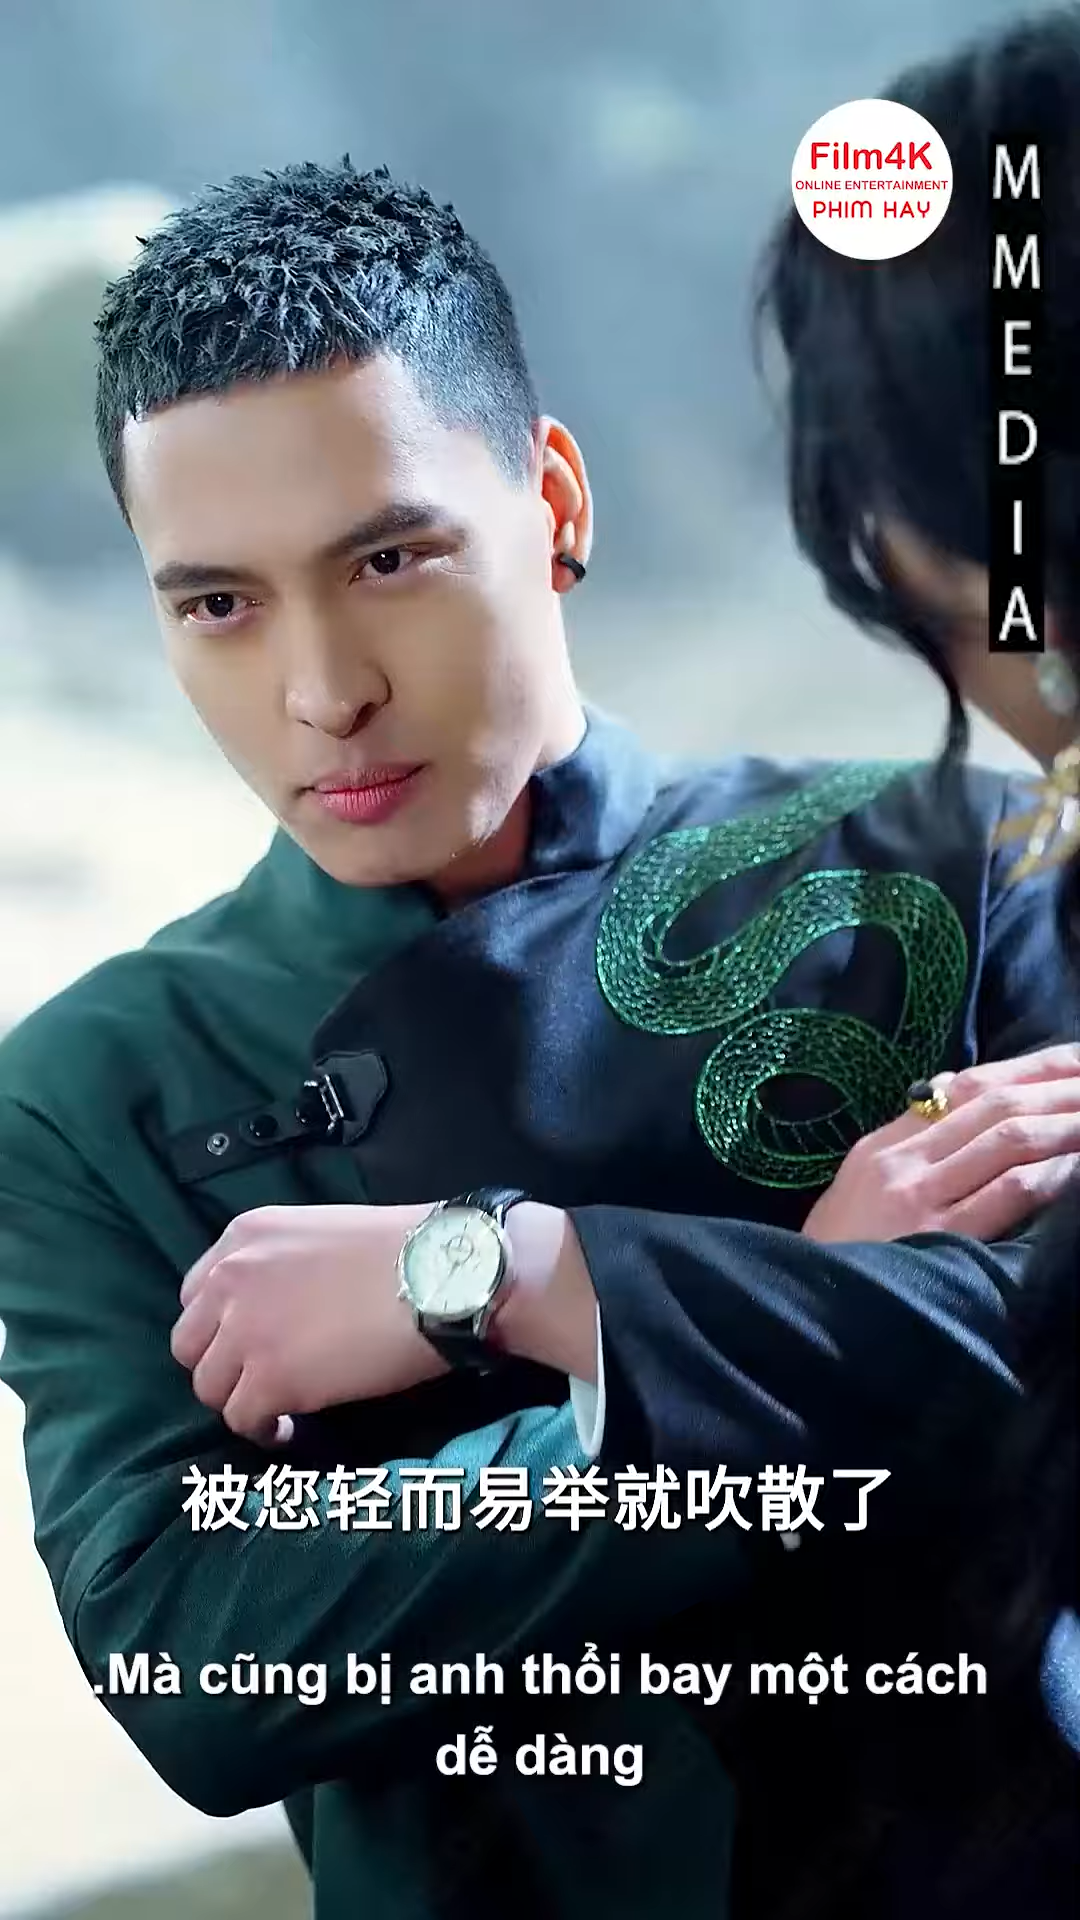 Film4K
ONLINE ENTERTAINMENT
PHIM HAY
MMEDIA
被您轻而易举就吹散了
.Mà cũng bị anh thổi bay một cách
dễ dàng